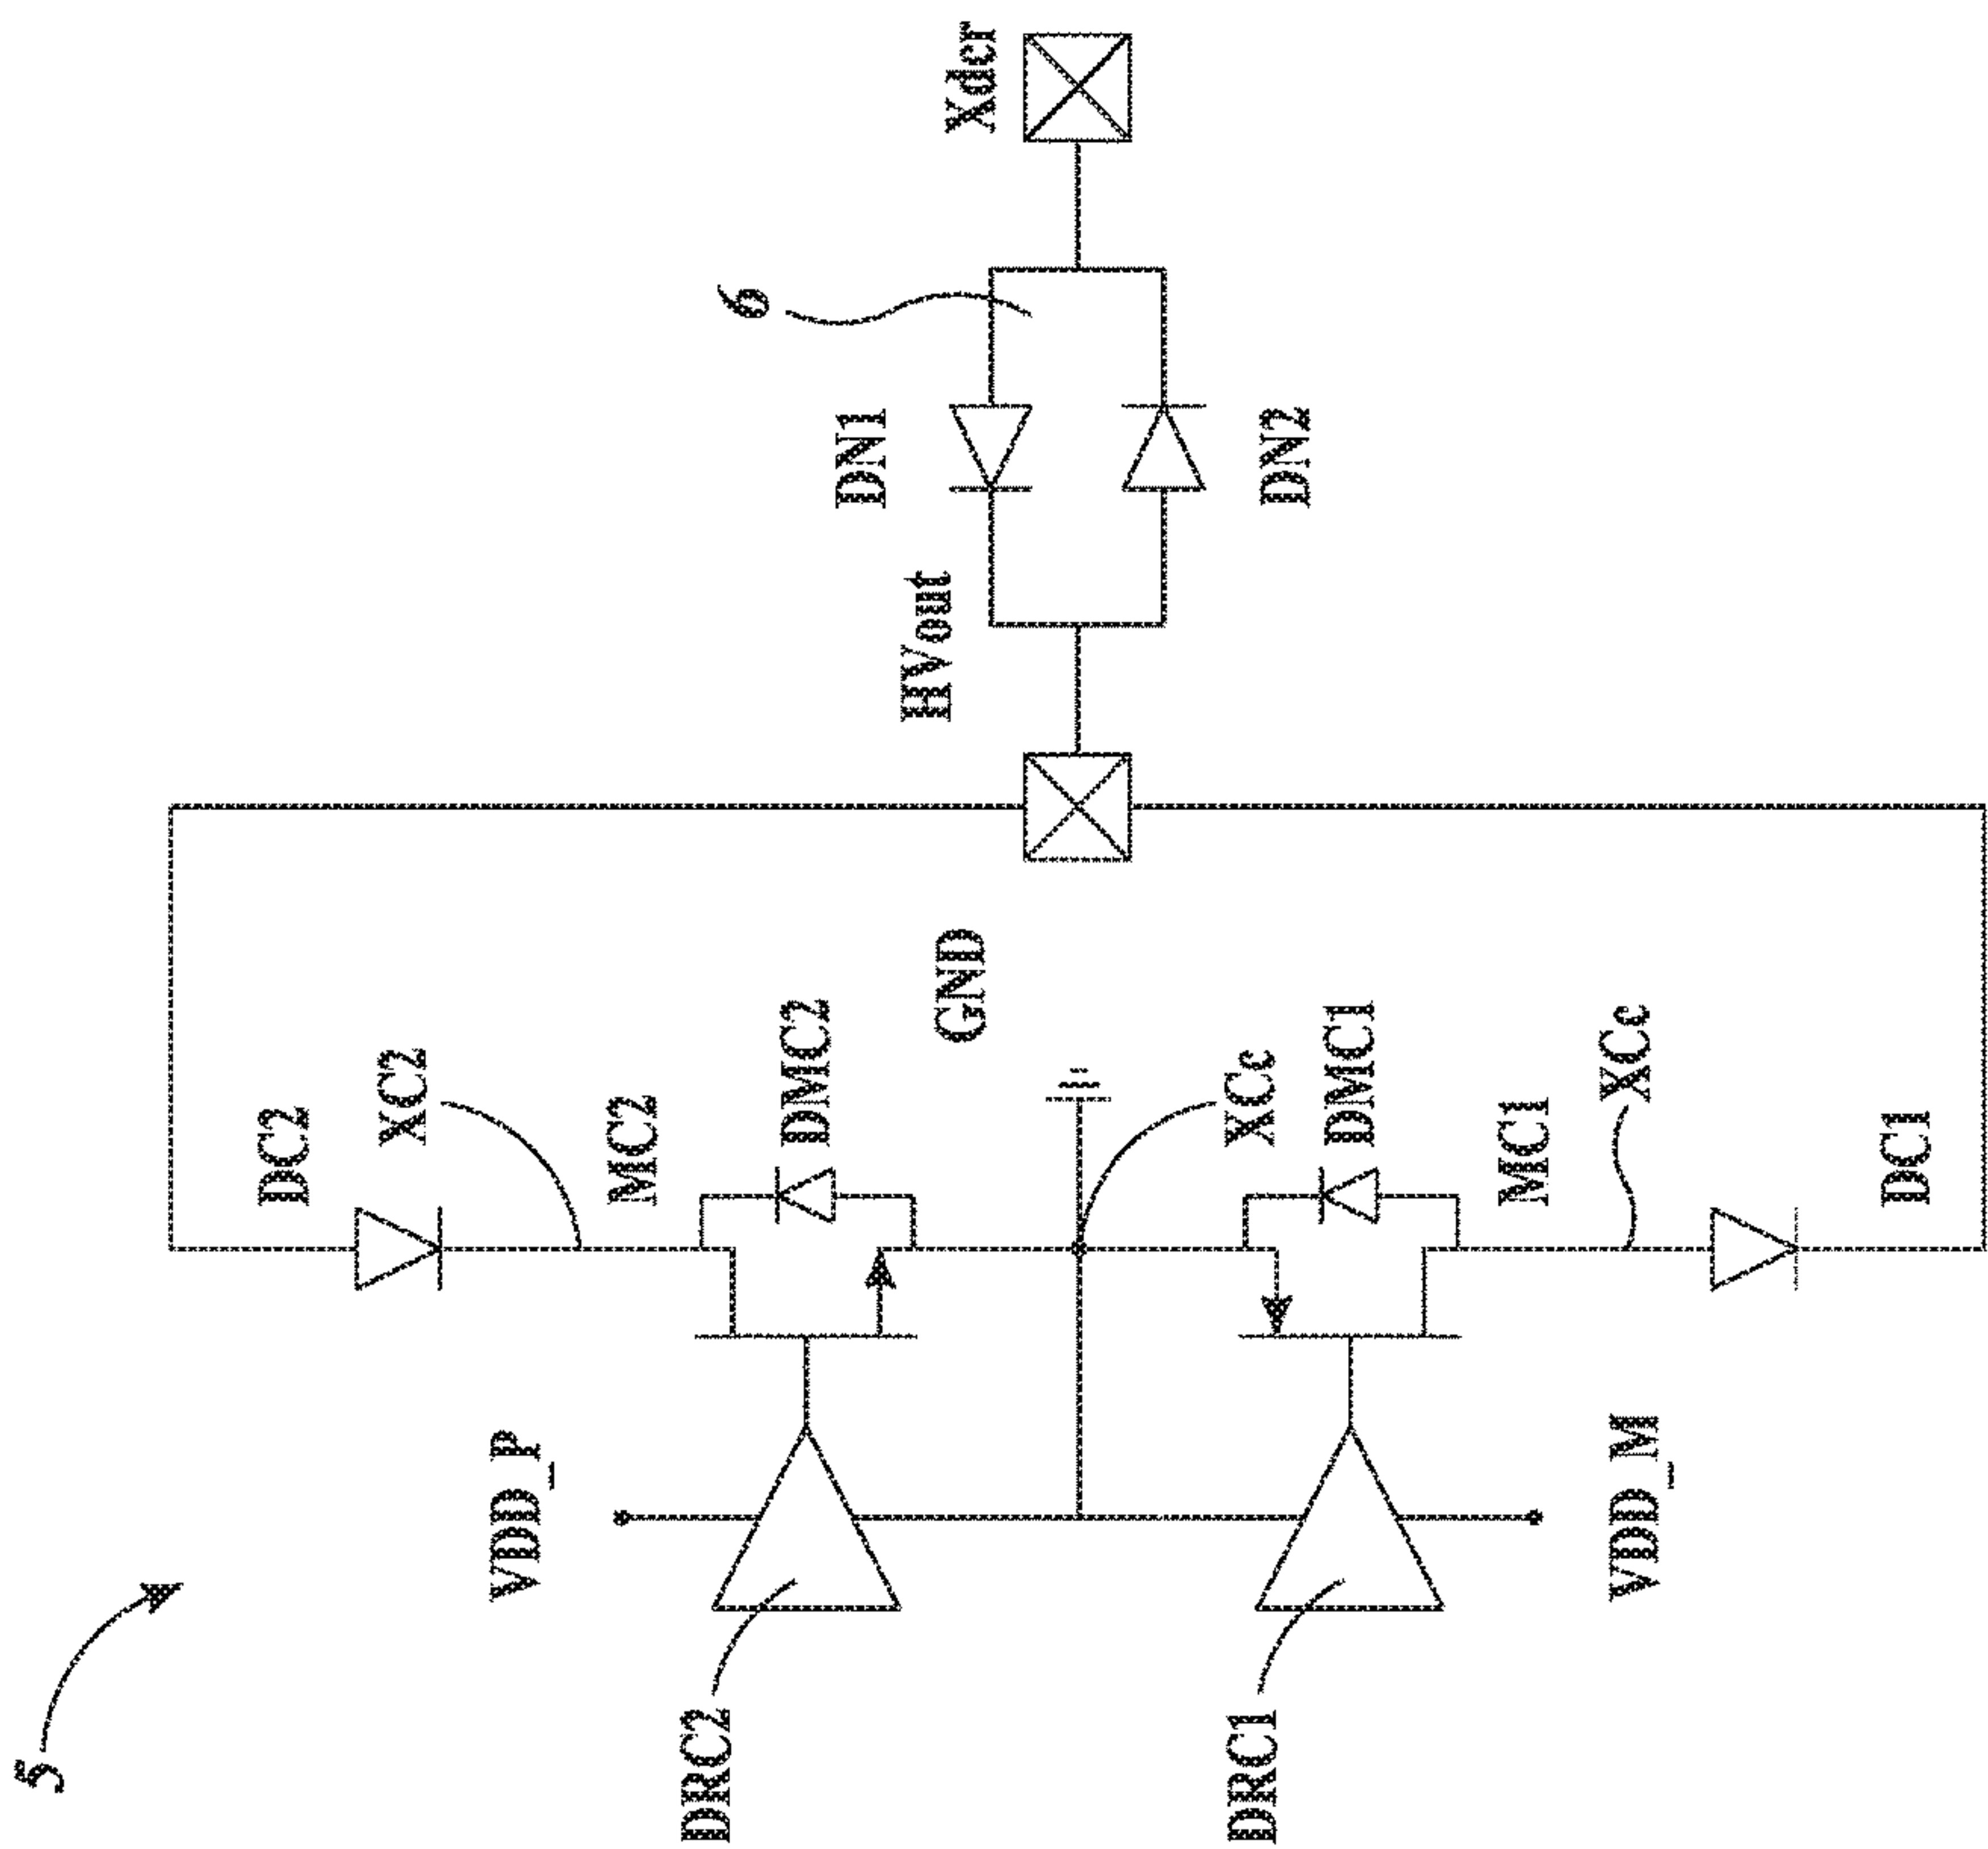 5
DC2
XC2
VDD_P
MC2
DRC2
DMC2
GND
HVout
DN1
6
Xdcr
DN2
XCc
DRC1
DMC1
MC1
VDD_M
XCc
DC1